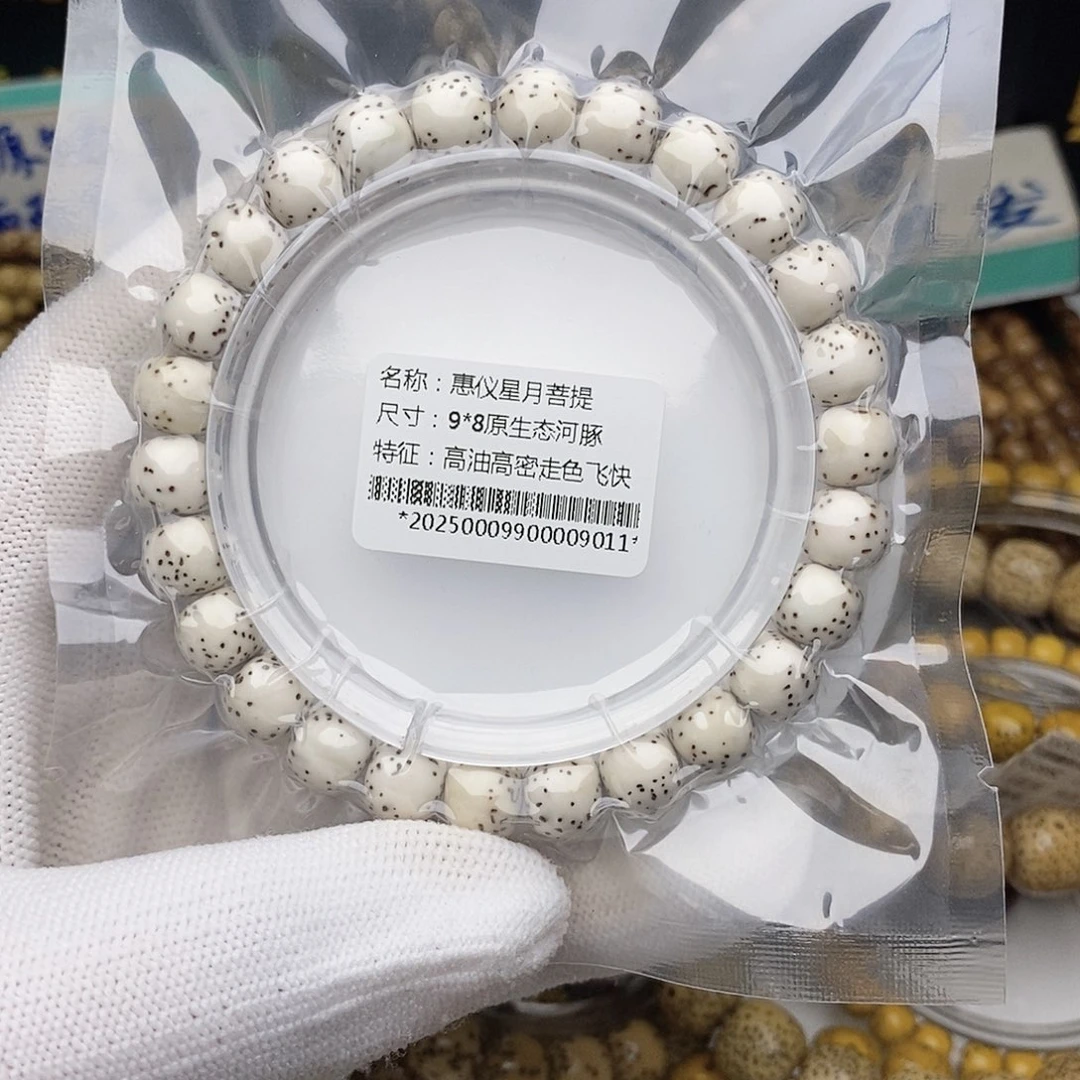 名称：惠仪星月菩提
尺寸：9*8原生态河豚
特征：高油高密走色飞快
*20250009900009011*